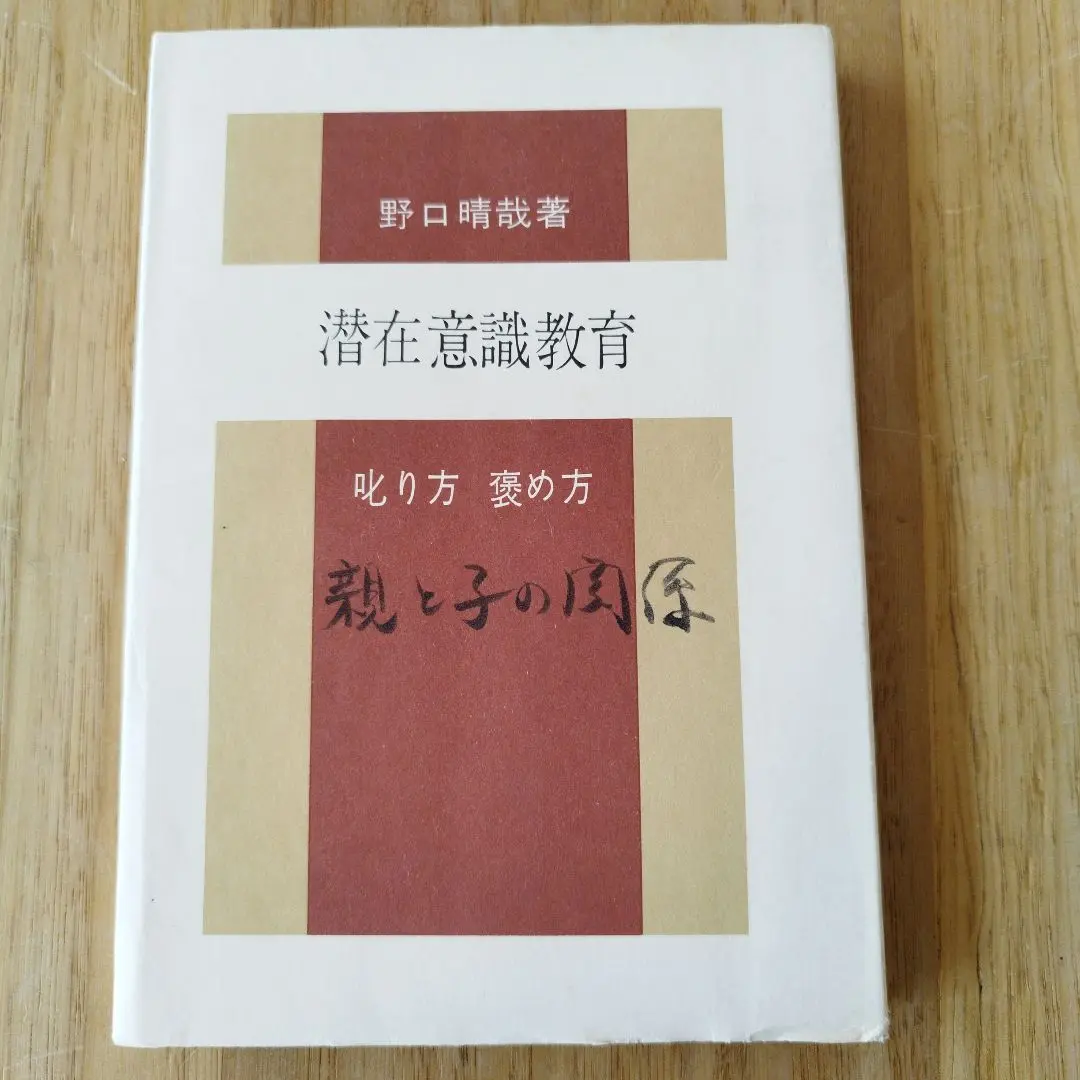 野口晴哉著
潜在意識教育
叱り方 褒め方
親と子の関係